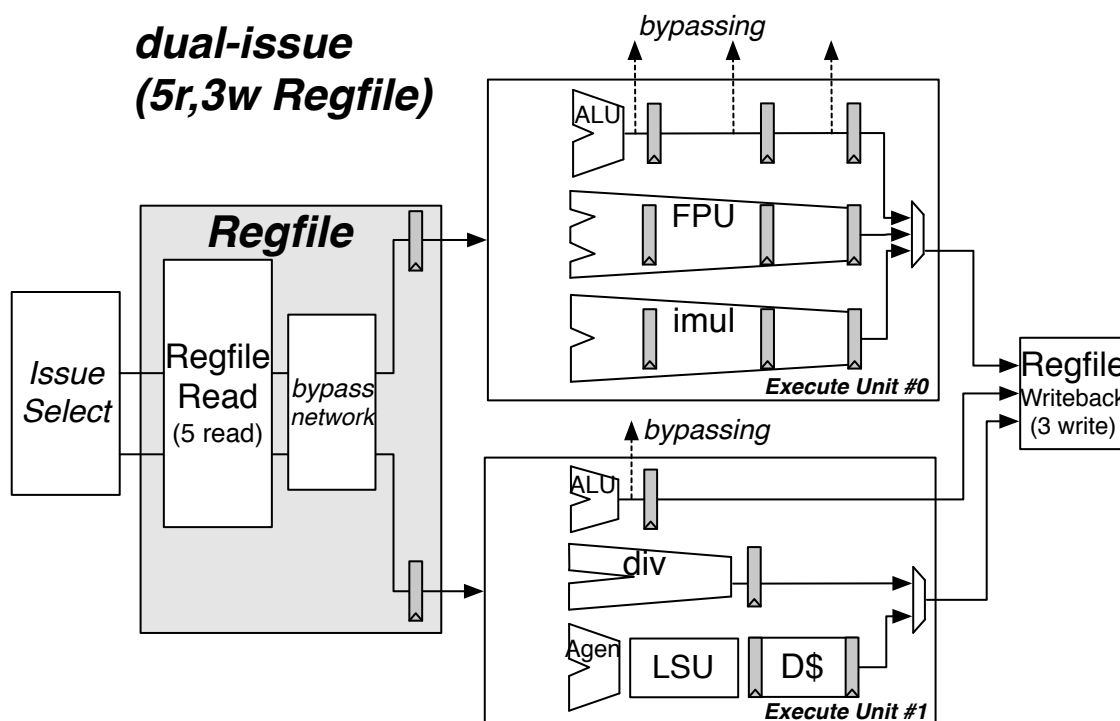 dual-issue
(5r,3w Regfile)
bypassing
ALU
FPU
imul
Execute Unit #0
Regfile
Issue
Select
Regfile
Read
(5 read)
bypass
network
bypassing
ALU
div
Agen
LSU
D$
Execute Unit #1
Regfile
Writeback
(3 write)